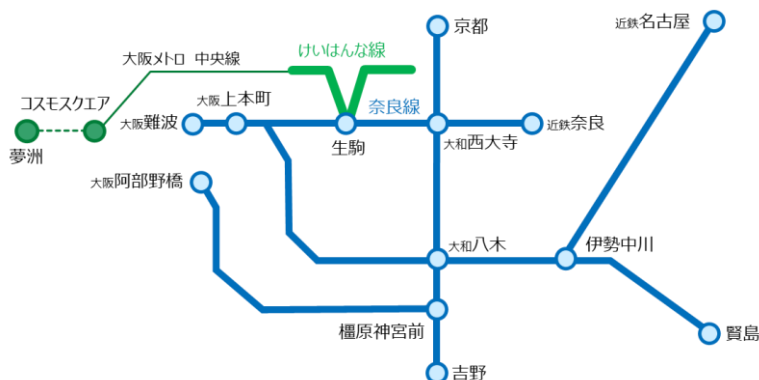 近鉄名古屋
京都
けいはんな線
大阪メトロ 中央線
コスモスクエア
大阪上本町
奈良線
大阪難波
近鉄奈良
生駒
大和西大寺
夢洲
大阪阿部野橋
大和八木
伊勢中川
橿原神宮前
賢島
吉野